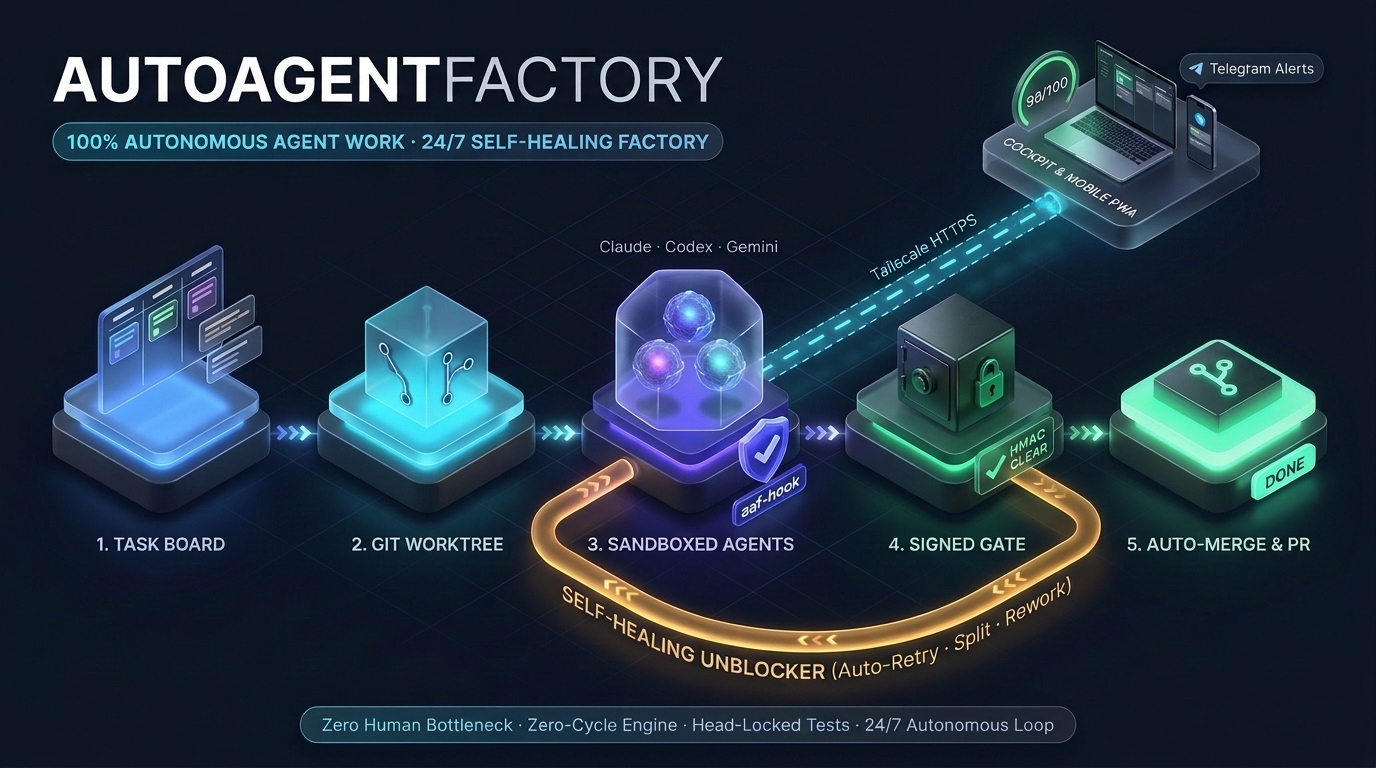 AUTOAGENTFACTORY
100% AUTONOMOUS AGENT WORK · 24/7 SELF-HEALING FACTORY
98/100
Telegram Alerts
COCKPIT & MOBILE PWA
Tailscale HTTPS
Claude · Codex · Gemini
aaf-hook
HMAC
CLEAR
DONE
1. TASK BOARD
2. GIT WORKTREE
3. SANDBOXED AGENTS
4. SIGNED GATE
5. AUTO-MERGE & PR
SELF-HEALING UNBLOCKER (Auto-Retry · Split · Rework)
Zero Human Bottleneck · Zero-Cycle Engine · Head-Locked Tests · 24/7 Autonomous Loop